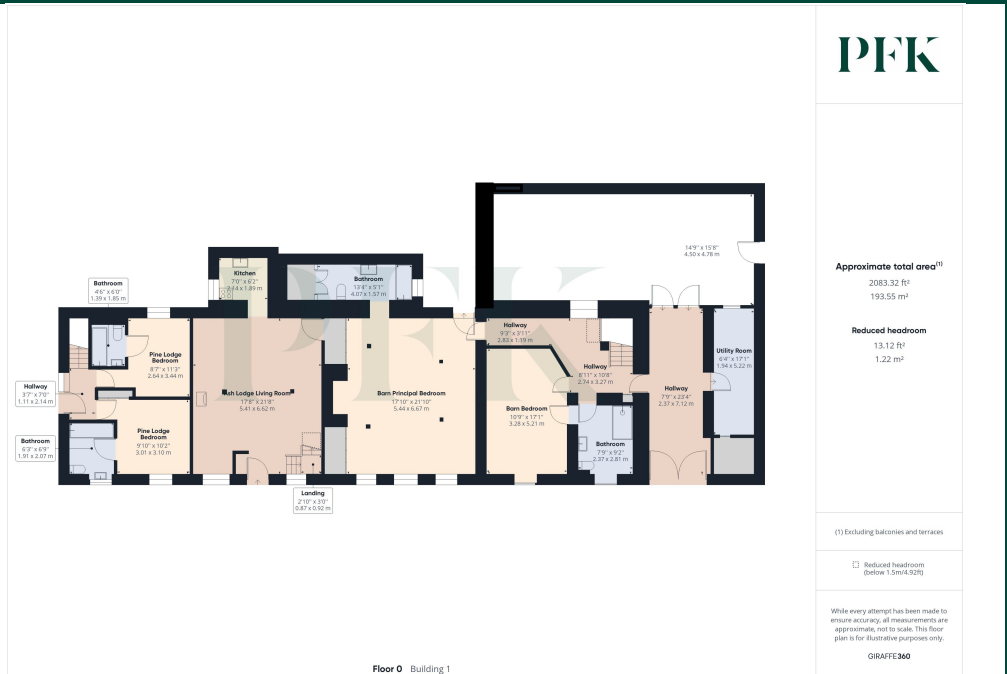 PFK
14'9" x 15'8"
4.50 x 4.78 m
Kitchen
7'0" x 6'2"
2.14 x 1.89 m
Bathroom
13'4" x 5'1"
4.07 x 1.57 m
Bathroom
4'6" x 6'0"
1.39 x 1.85 m
Pine Lodge
Bedroom
8'7" x 11'3"
2.64 x 3.44 m
Hallway
3'7" x 7'0"
1.11 x 2.14 m
Ash Lodge Living Room
17'8" x 21'8"
5.41 x 6.62 m
Barn Principal Bedroom
17'10" x 21'10"
5.44 x 6.67 m
Hallway
9'3" x 3'11"
2.83 x 1.19 m
Hallway
8'11" x 10'8"
2.74 x 3.27 m
Hallway
7'9" x 23'4"
2.37 x 7.12 m
Utility Room
6'4" x 17'1"
1.94 x 5.22 m
Barn Bedroom
10'9" x 17'1"
3.28 x 5.21 m
Pine Lodge
Bedroom
9'10" x 10'2"
3.01 x 3.10 m
Bathroom
6'3" x 6'9"
1.91 x 2.07 m
Bathroom
7'9" x 9'2"
2.37 x 2.81 m
Landing
2'10" x 3'0"
0.87 x 0.92 m
PFK
Floor 0 Building 1
Approximate total area(1)
2083.32 ft²
193.55 m²
Reduced headroom
13.12 ft²
1.22 m²
(1) Excluding balconies and terraces
Reduced headroom
(below 1.5m/4.92ft)
While every attempt has been made to
ensure accuracy, all measurements are
approximate, not to scale. This floor
plan is for illustrative purposes only.
GIRAFFE360